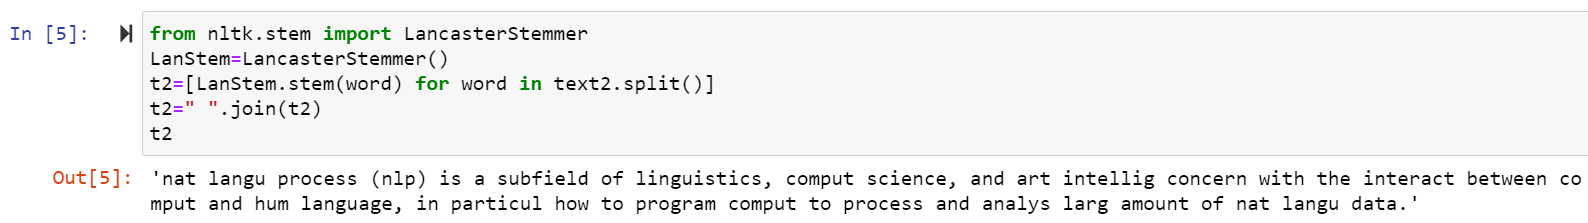 In [5]: from nltk.stem import LancasterStemmer
LanStem=LancasterStemmer()
t2=[LanStem.stem(word) for word in text2.split()]
t2=" ".join(t2)
t2
Out[5]: 'nat langu process (nlp) is a subfield of linguistics, comput science, and art intellig concern with the interact between co
mput and hum language, in particul how to program comput to process and analys larg amount of nat langu data.'